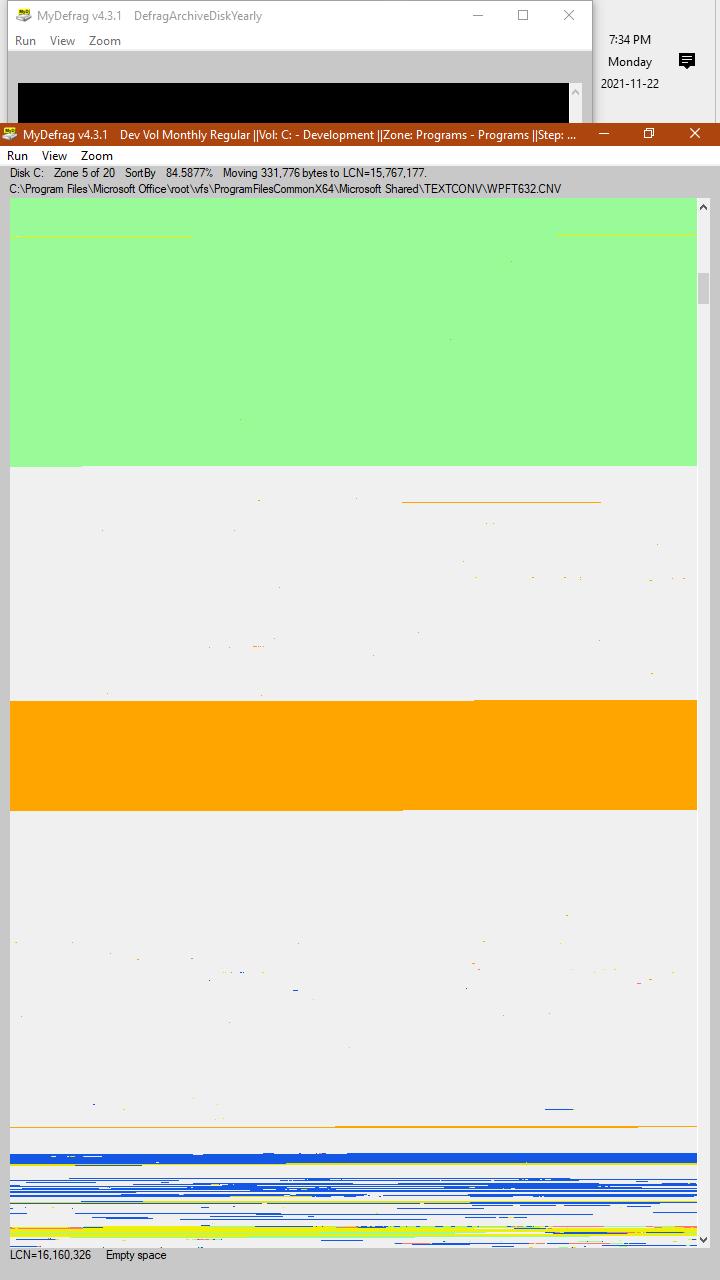 MyDefrag v4.3.1 DefragArchiveDiskYearly
Run View Zoom
7:34 PM
Monday
2021-11-22
MyDefrag v4.3.1 Dev Vol Monthly Regular ||Vol: C: - Development ||Zone: Programs - Programs ||Step: ...
Run View Zoom
Disk C: Zone 5 of 20 SortBy 84.5877% Moving 331,776 bytes to LCN=15,767,177.
C:\Program Files\Microsoft Office\root\vfs\ProgramFilesCommonX64\Microsoft Shared\TEXTCONV\WPFT632.CNV
LCN=16,160,326 Empty space